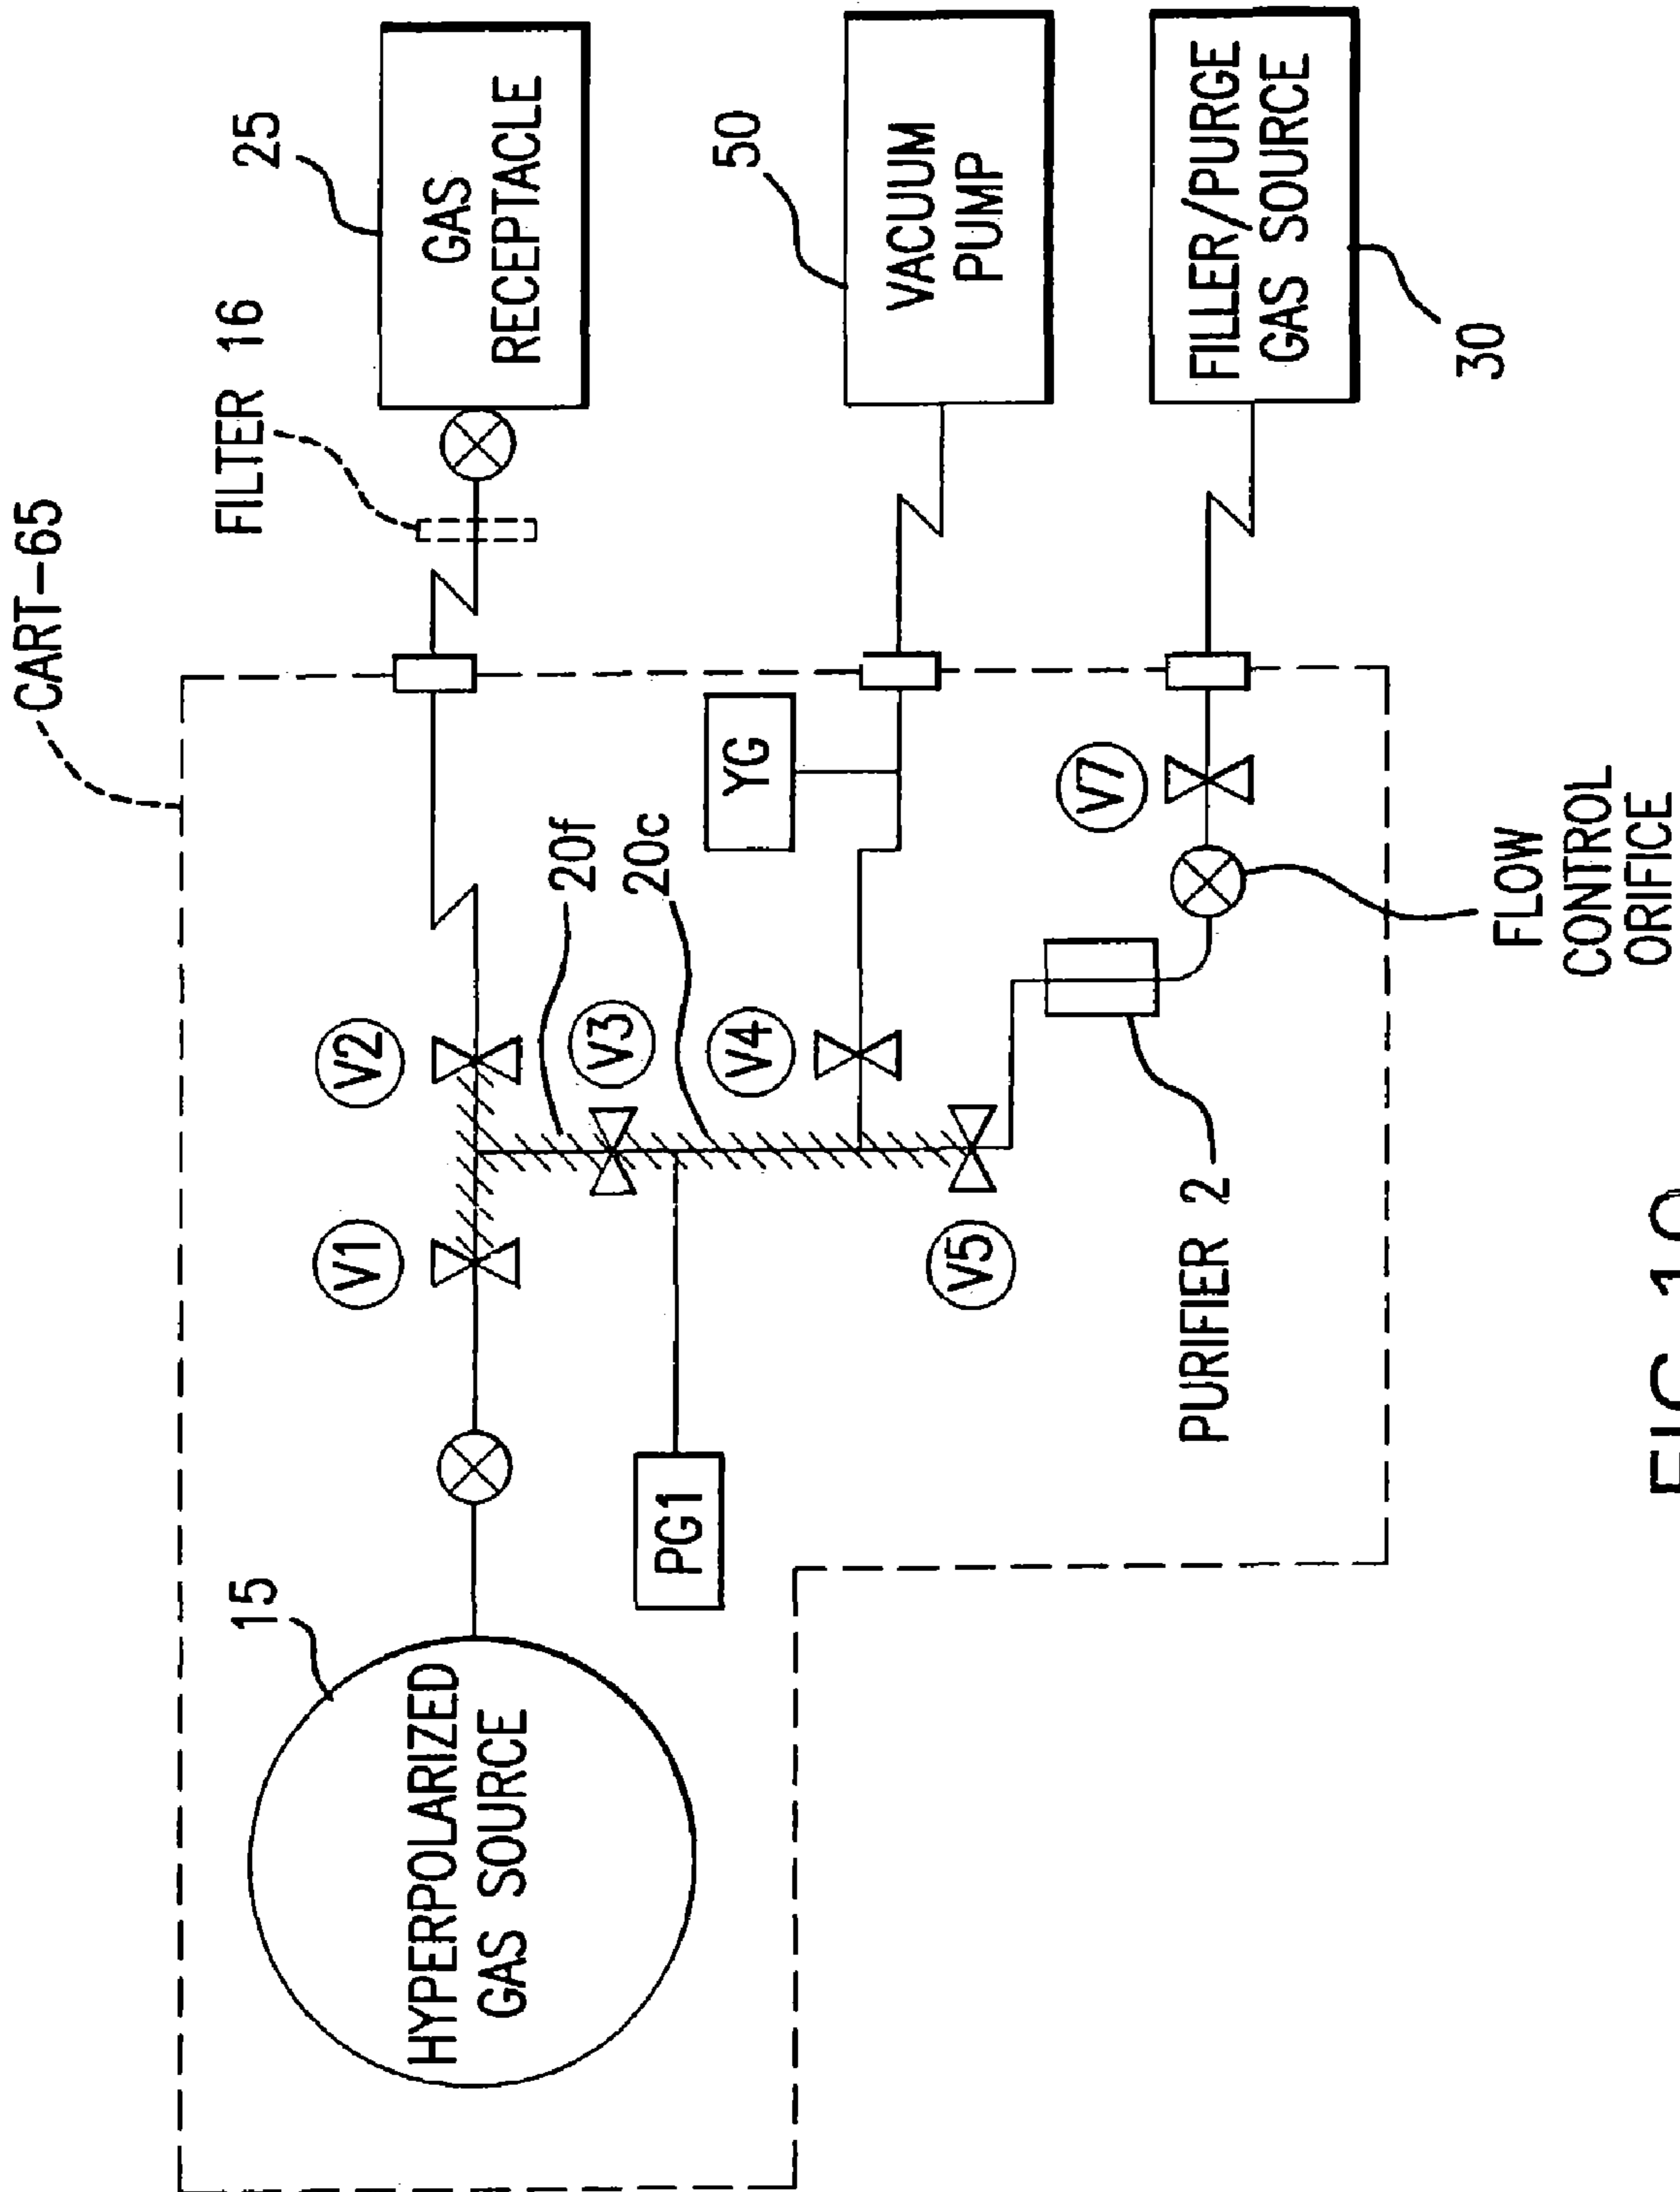 CART-65
FILTER 16
25
GAS
RECEPTACLE
15
HYPERPOLARIZED
GAS SOURCE
V1
V2
20f
20c
V3
YG
50
VACUUM
PUMP
PG1
V4
V5
V7
FILLER/PURGE
GAS SOURCE
30
PURIFIER 2
FLOW
CONTROL
ORIFICE